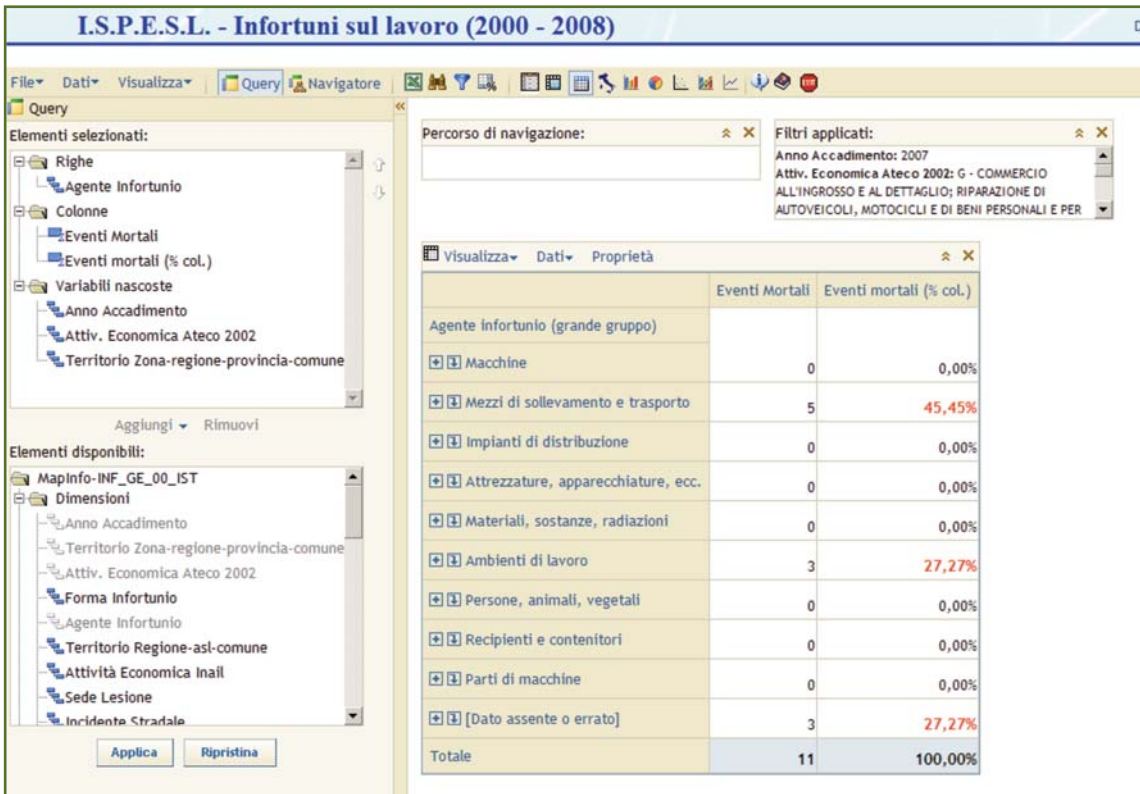 I.S.P.E.S.L. - Infortuni sul lavoro (2000 - 2008)
File Dati Visualizza Query Navigatore
Query
Elementi selezionati:
Righe
Agente Infortunio
Colonne
Eventi Mortali
Eventi mortali (% col.)
Variabili nascoste
Anno Accadimento
Attiv. Economica Ateco 2002
Territorio Zona-regione-provincia-comune
Aggiungi Rimuovi
Elementi disponibili:
MapInfo-INF_GE_00_IST
Dimensioni
Anno Accadimento
Territorio Zona-regione-provincia-comune
Attiv. Economica Ateco 2002
Forma Infortunio
Agente Infortunio
Territorio Regione-asl-comune
Attività Economica Inail
Sede Lesione
Incidente Stradale
Applica Ripristina
Percorso di navigazione:
Filtri applicati:
Anno Accadimento: 2007
Attiv. Economica Ateco 2002: G - COMMERCIO
ALL'INGROSSO E AL DETTAGLIO; RIPARAZIONE DI
AUTOVEICOLI, MOTOCICLI E DI BENI PERSONALI E PER
Visualizza Dati Proprietà
Eventi Mortali Eventi mortali (% col.)
Agente infortunio (grande gruppo)
Macchine 0 0,00%
Mezzi di sollevamento e trasporto 5 45,45%
Impianti di distribuzione 0 0,00%
Attrezzature, apparecchiature, ecc. 0 0,00%
Materiali, sostanze, radiazioni 0 0,00%
Ambienti di lavoro 3 27,27%
Persone, animali, vegetali 0 0,00%
Recipienti e contenitori 0 0,00%
Parti di macchine 0 0,00%
[Dato assente o errato] 3 27,27%
Totale 11 100,00%